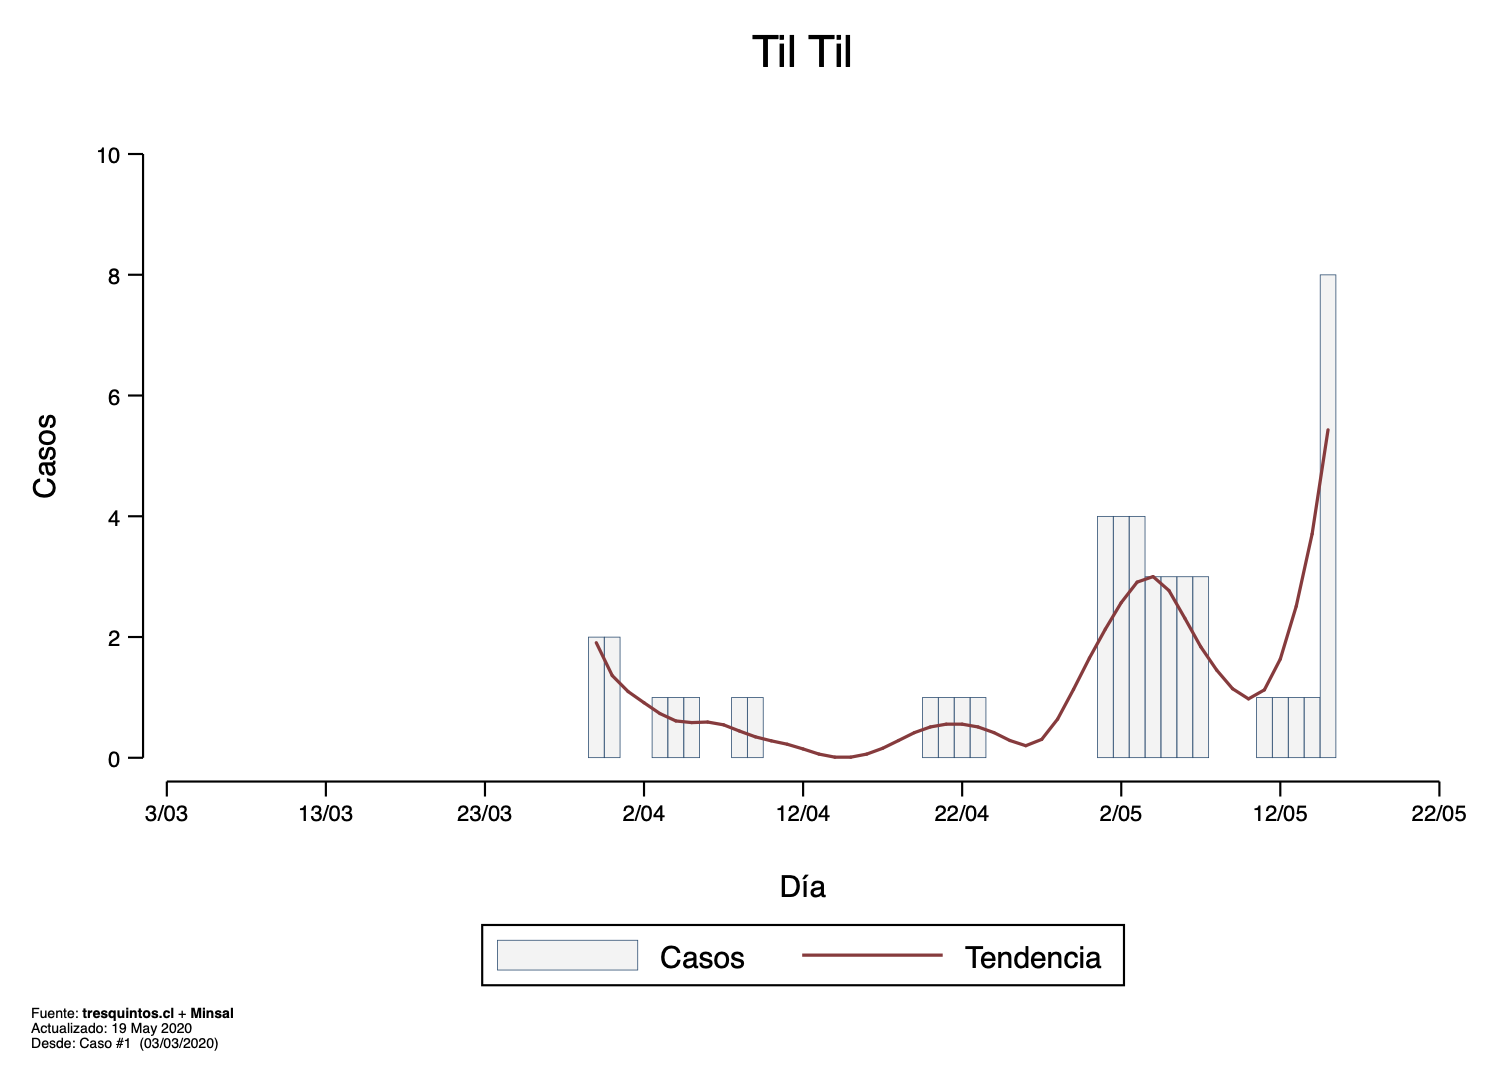 Til Til
10
8
6
4
2
0
Casos
3/03 13/03 23/03 2/04 12/04 22/04 2/05 12/05 22/05
Día
Casos Tendencia
Fuente: tresquintos.cl + Minsal
Actualizado: 19 May 2020
Desde: Caso #1 (03/03/2020)